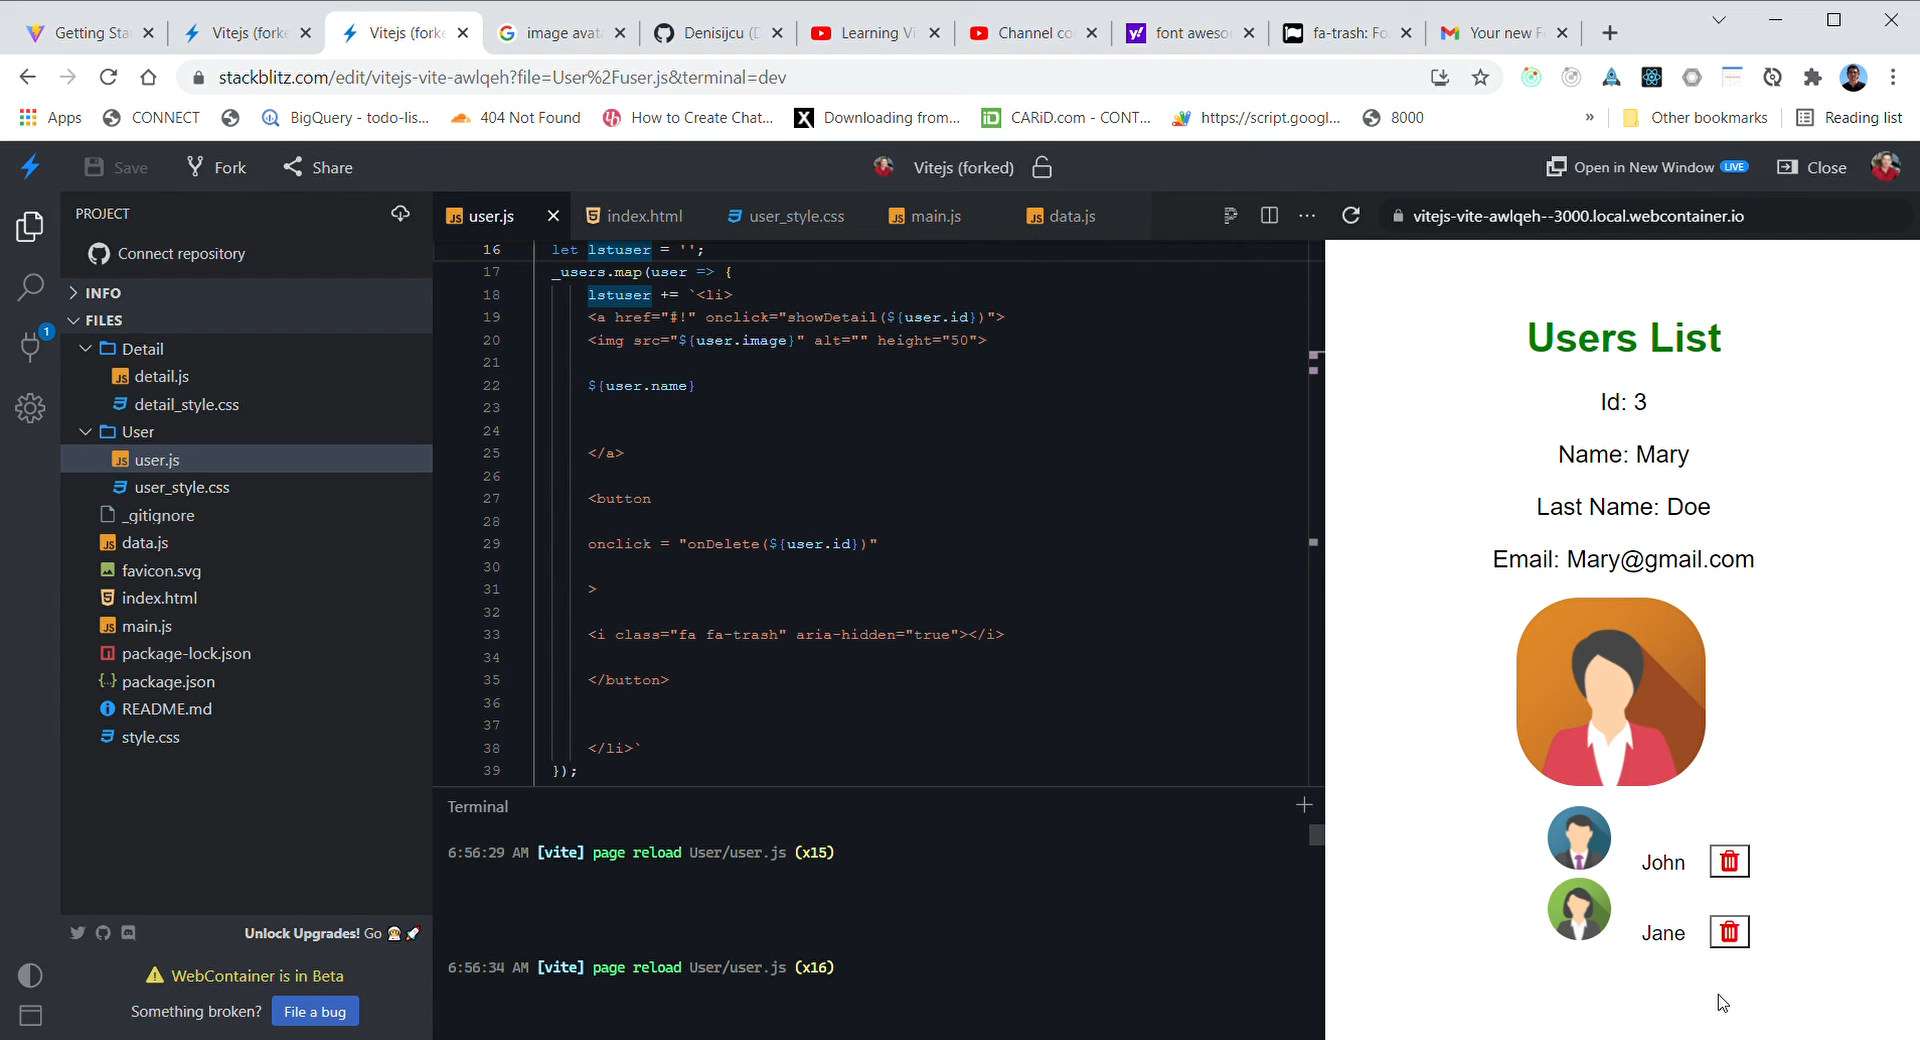 Getting Sta
Vitejs (forke
Vitejs (forke
image avata
Denisijcu (D
Learning Vi
Channel co
font awesо
fa-trash: Fo
Your new F
stackblitz.com/edit/vitejs-vite-awlqeh?file=User%2Fuser.js&terminal=dev
Apps
CONNECT
BigQuery - todo-lis...
404 Not Found
How to Create Chat...
Downloading from...
CARiD.com - CONT...
https://script.googl...
8000
»
Other bookmarks
Reading list
Save
Fork
Share
Vitejs (forked)
Open in New Window LIVE
Close
PROJECT
Connect repository
INFO
FILES
Detail
detail.js
detail_style.css
User
user.js
user_style.css
_gitignore
data.js
favicon.svg
index.html
main.js
package-lock.json
package.json
README.md
style.css
1
Unlock Upgrades! Go
WebContainer is in Beta
Something broken? File a bug
user.js
index.html
user_style.css
main.js
data.js
vitejs-vite-awlqeh--3000.local.webcontainer.io
16 let lstuser = '';
17 _users.map(user => {
18 lstuser += `<li>
19 <a href="#!" onclick="showDetail(${user.id})">
20 <img src="${user.image}" alt="" height="50">
21
22 ${user.name}
23
24
25 </a>
26
27 <button
28
29 onclick = "onDelete(${user.id})"
30
31 >
32
33 <i class="fa fa-trash" aria-hidden="true"></i>
34
35 </button>
36
37
38 </li>`
39 });
Terminal
6:56:29 AM [vite] page reload User/user.js (x15)
6:56:34 AM [vite] page reload User/user.js (x16)
Users List
Id: 3
Name: Mary
Last Name: Doe
Email: Mary@gmail.com
John
Jane